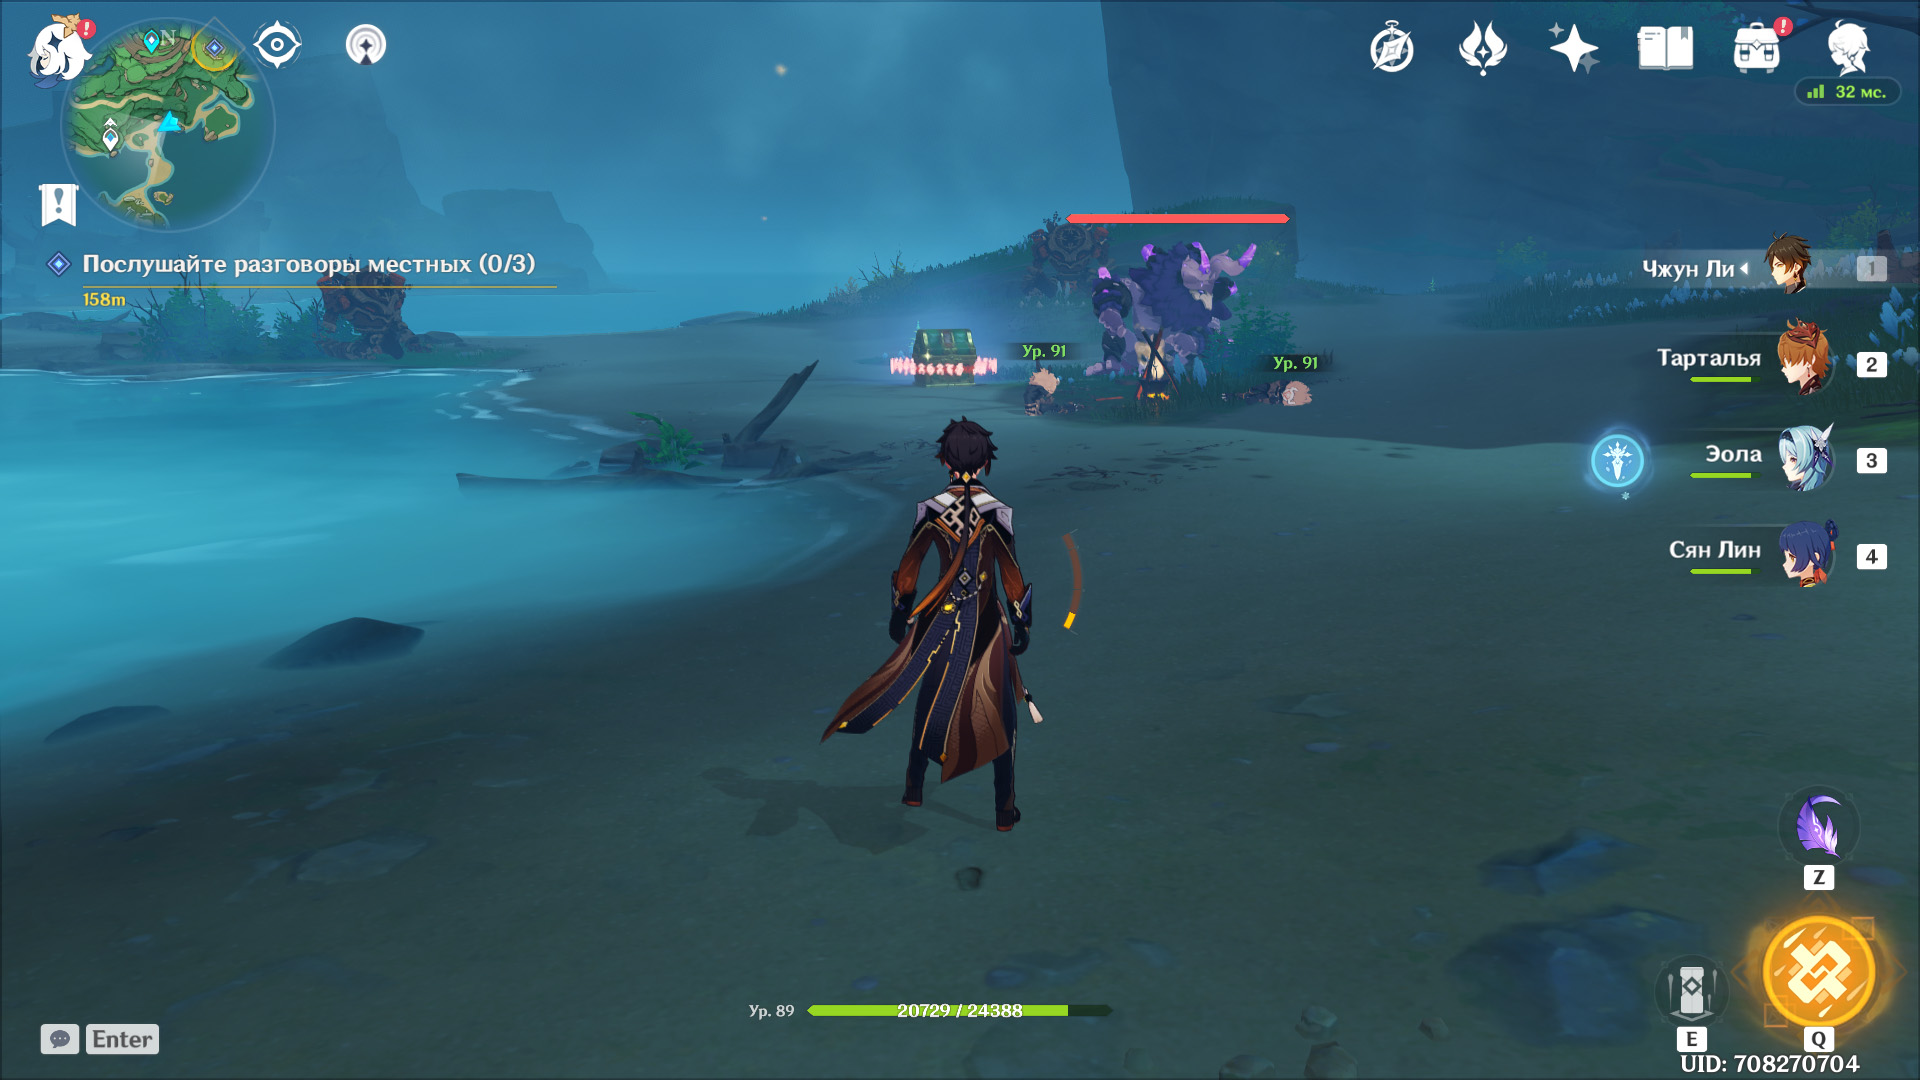 N
32 мс.
Послушайте разговоры местных (0/3)
158m
Ур. 91
Ур. 91
Чжун Ли
1
Тарталья
2
Эола
3
Сян Лин
4
Z
Ур. 89
20729 / 24388
Enter
E
Q
UID: 708270704